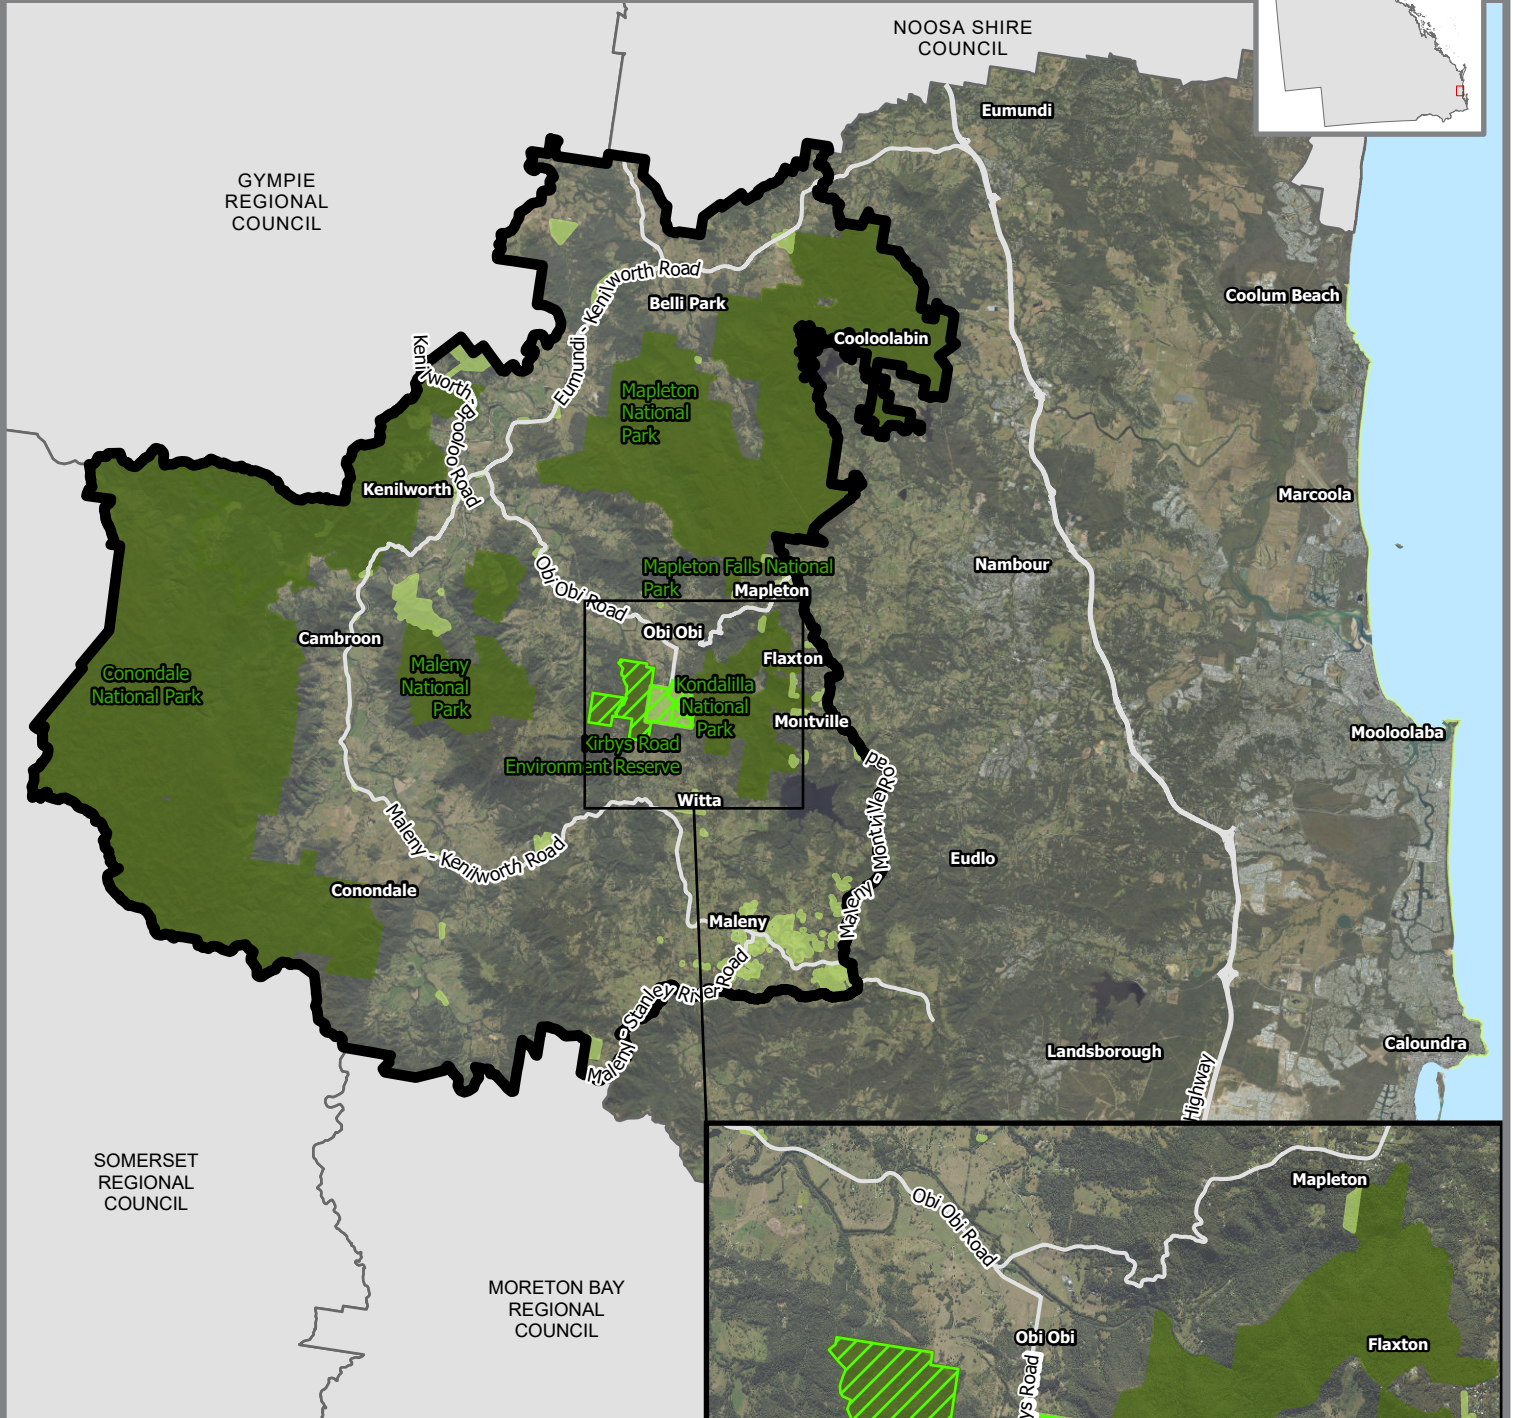 NOOSA SHIRE
COUNCIL
Eumundi
GYMPIE
REGIONAL
COUNCIL
Eumundi - Kenilworth Road
Belli Park
Coolum Beach
Cooloolabin
Kenilworth-Brooloo Road
Mapleton
National
Park
Kenilworth
Marcoola
Obi Obi Road
Mapleton Falls National
Park
Mapleton
Nambour
Obi Obi
Cambroon
Flaxton
Conondale
National Park
Maleny
National
Park
Kondalilla
National
Park
Montville
Mooloolaba
Kirbys Road
Environment Reserve
Witta
Maleny - Kenilworth Road
Maleny - Montville Road
Eudlo
Conondale
Maleny
Maleny - Stanley River Road
Landsborough
Caloundra
Highway
SOMERSET
REGIONAL
COUNCIL
MORETON BAY
REGIONAL
COUNCIL
Mapleton
Obi Obi Road
Obi Obi
Flaxton
ys Road